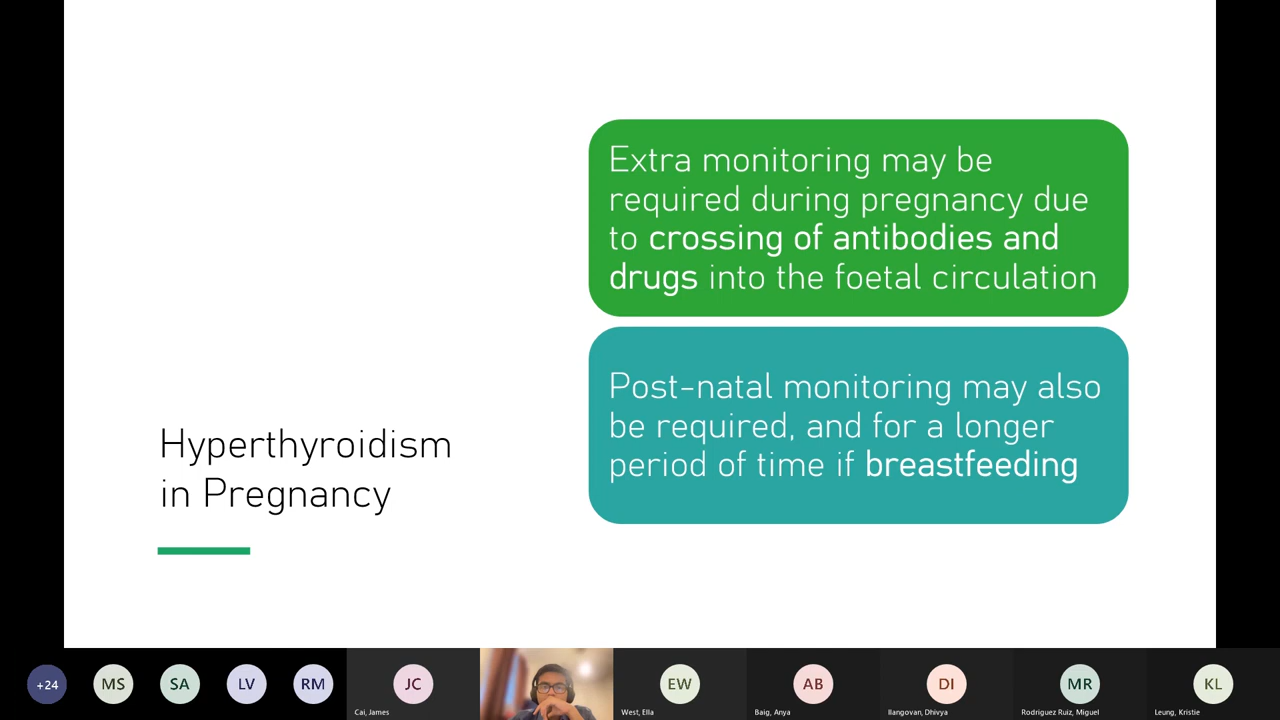 Extra monitoring may be
required during pregnancy due
to crossing of antibodies and
drugs into the foetal circulation
Post-natal monitoring may also
be required, and for a longer
period of time if breastfeeding
Hyperthyroidism
in Pregnancy
+24
MS
SA
LV
RM
JC
EW
AB
DI
MR
KL
Cai, James
West, Ella
Baig, Anya
Ilangovan, Dhivya
Rodriguez Ruiz, Miguel
Leung, Kristie